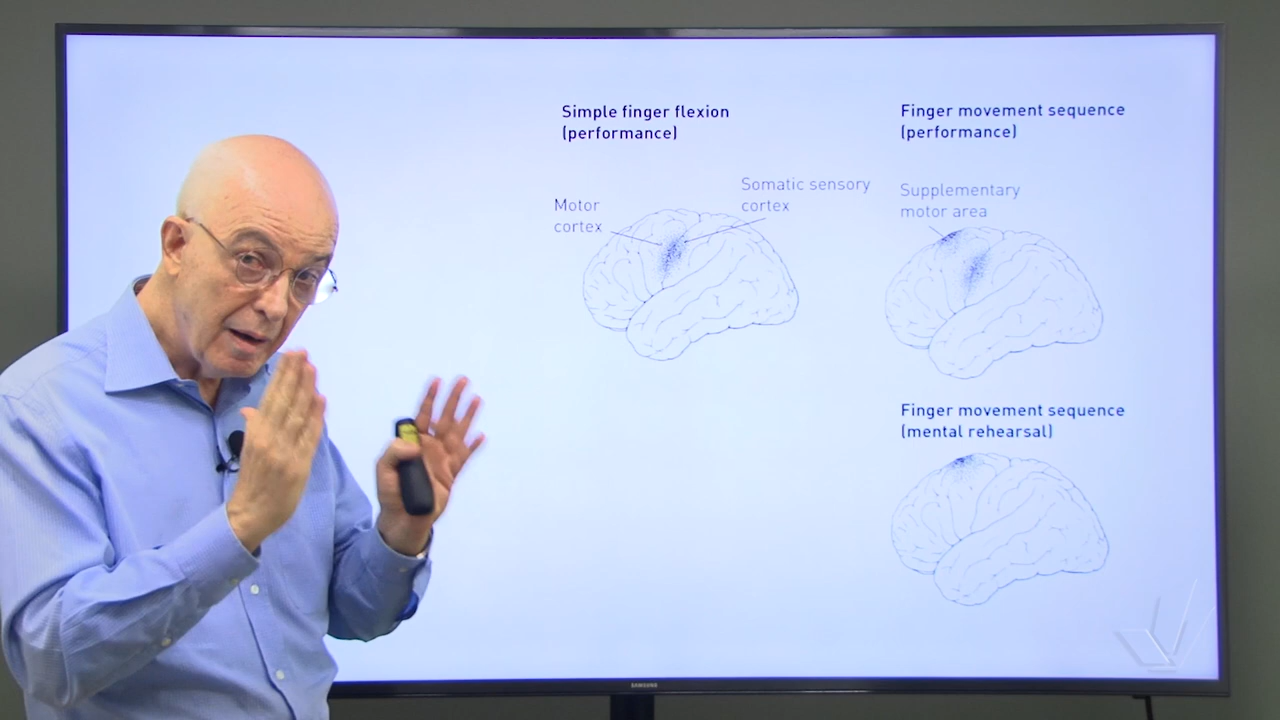 Simple finger flexion
(performance)
Motor
cortex
Somatic sensory
cortex
Finger movement sequence
(performance)
Supplementary
motor area
Finger movement sequence
(mental rehearsal)
SAMSUNG